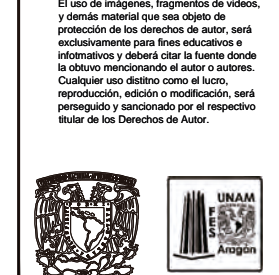 El uso de imágenes, fragmentos de videos,
y demás material que sea objeto de
protección de los derechos de autor, será
exclusivamente para fines educativos e
infotmativos y deberá citar la fuente donde
la obtuvo mencionando el autor o autores.
Cualquier uso distitno como el lucro,
reproducción, edición o modificación, será
perseguido y sancionado por el respectivo
titular de los Derechos de Autor.
UNAM
FES
Aragón